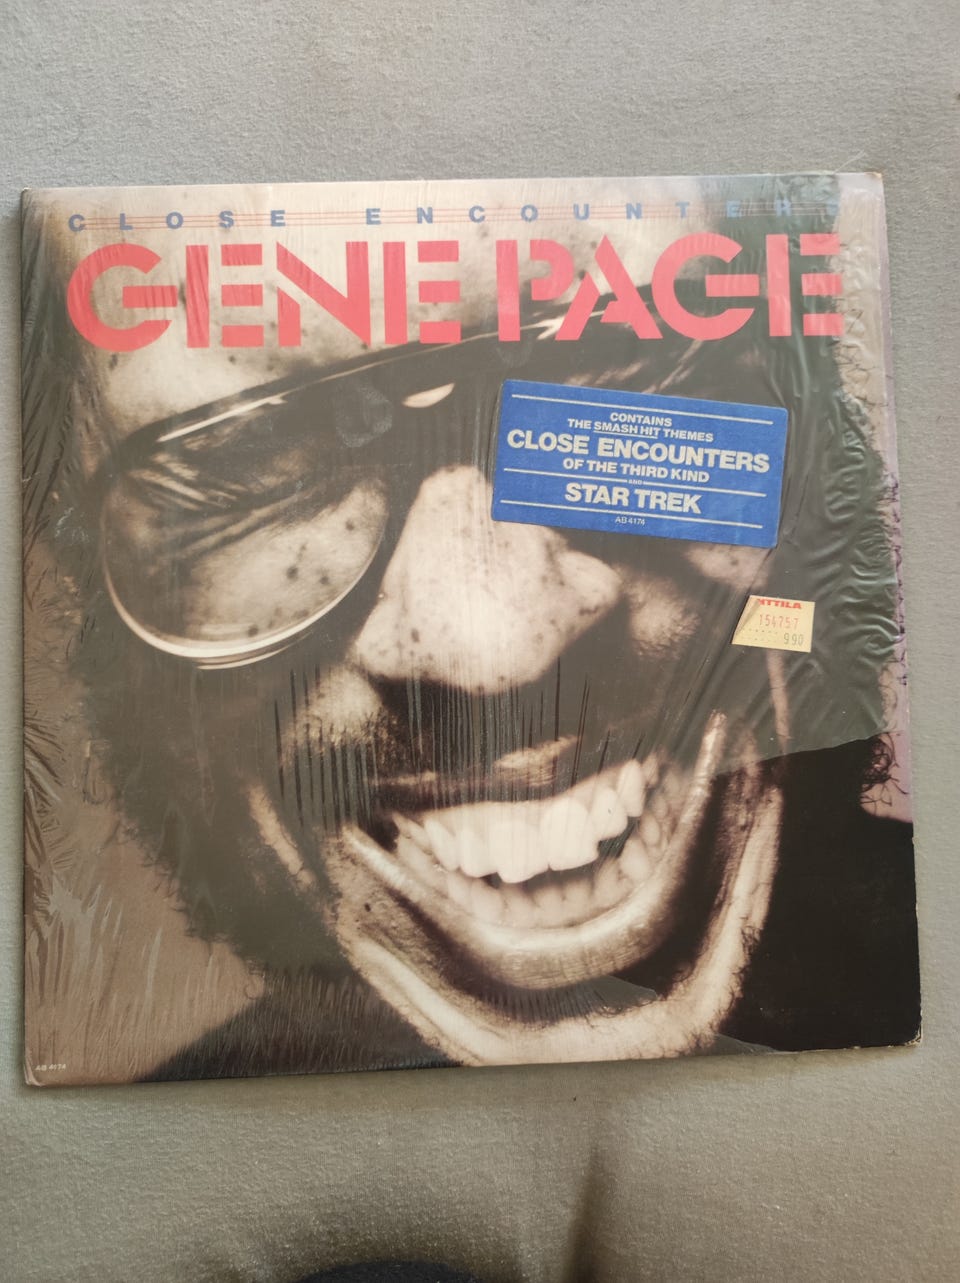 CLOSE ENCOUNTERS
GENE PAGE
CONTAINS
THE SMASH HIT THEMES
CLOSE ENCOUNTERS
OF THE THIRD KIND
AND
STAR TREK
AB 4174
ATTILA
154757
990
AB 4174